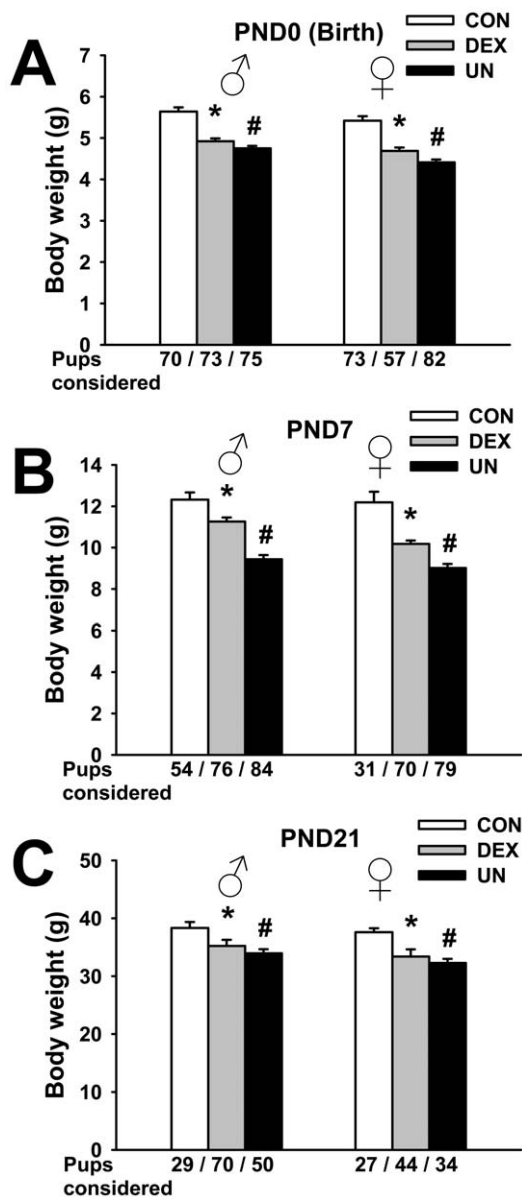 A
PND0 (Birth)
CON
DEX
UN
♂
♀
* # * #
Body weight (g)
7
6
5
4
3
2
1
0
Pups considered
70 / 73 / 75
73 / 57 / 82
B
PND7
CON
DEX
UN
♂
♀
* # * #
Body weight (g)
14
12
10
8
6
4
2
0
Pups considered
54 / 76 / 84
31 / 70 / 79
C
PND21
CON
DEX
UN
♂
♀
* # * #
Body weight (g)
50
40
30
20
10
0
Pups considered
29 / 70 / 50
27 / 44 / 34